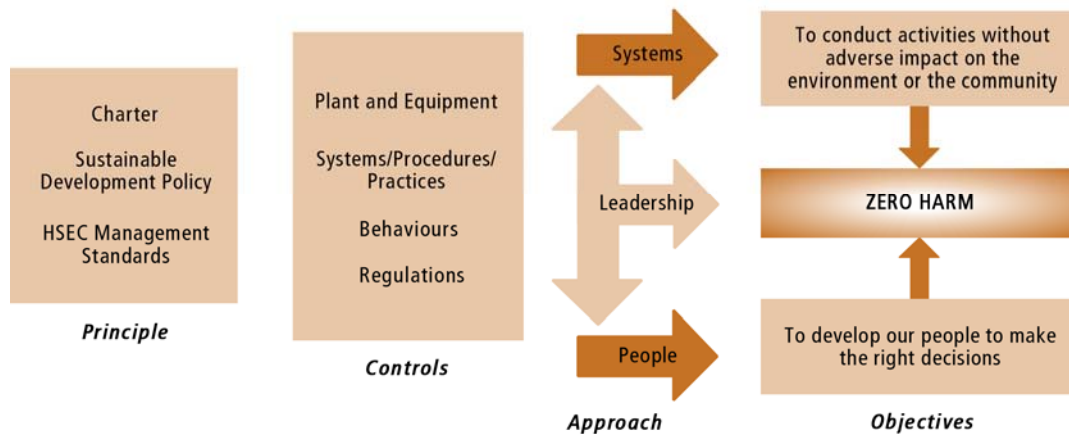 Charter
Sustainable
Development Policy
HSEC Management
Standards
Principle
Plant and Equipment
Systems/Procedures/
Practices
Behaviours
Regulations
Controls
Systems
Leadership
People
Approach
To conduct activities without
adverse impact on the
environment or the community
ZERO HARM
To develop our people to make
the right decisions
Objectives